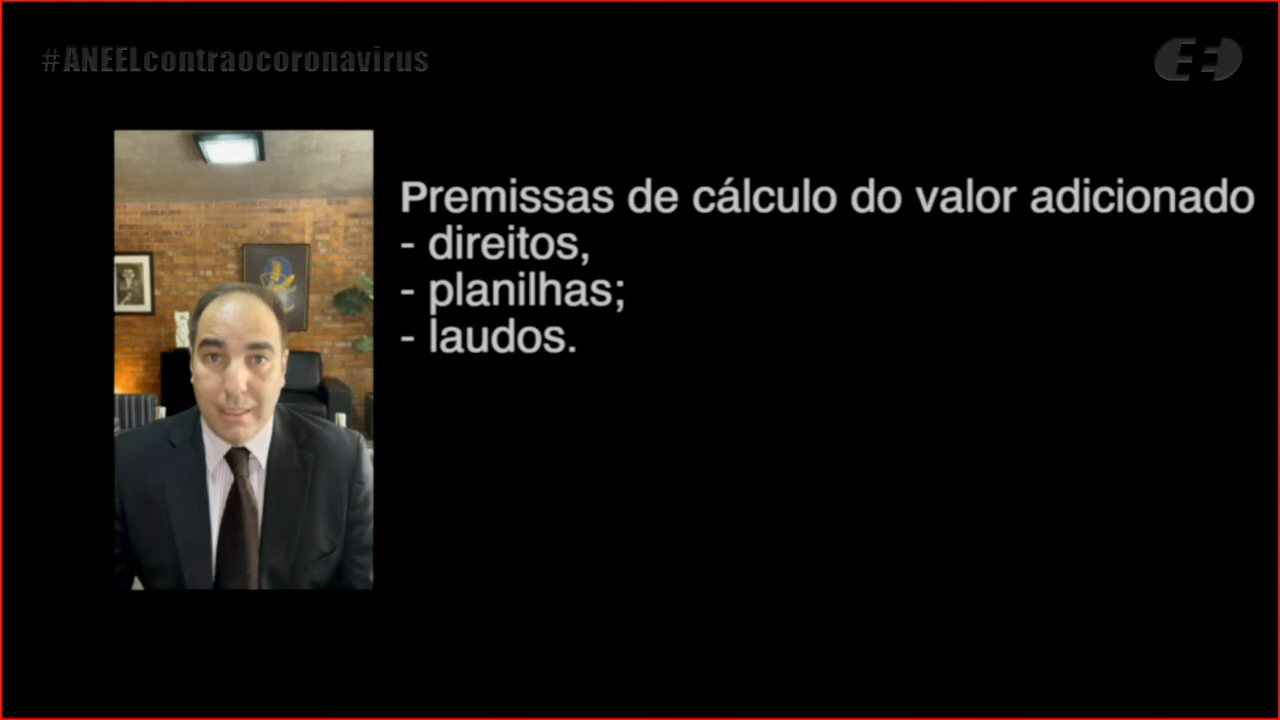 #ANEELcontraocoronavirus
Premissas de cálculo do valor adicionado
- direitos,
- planilhas;
- laudos.